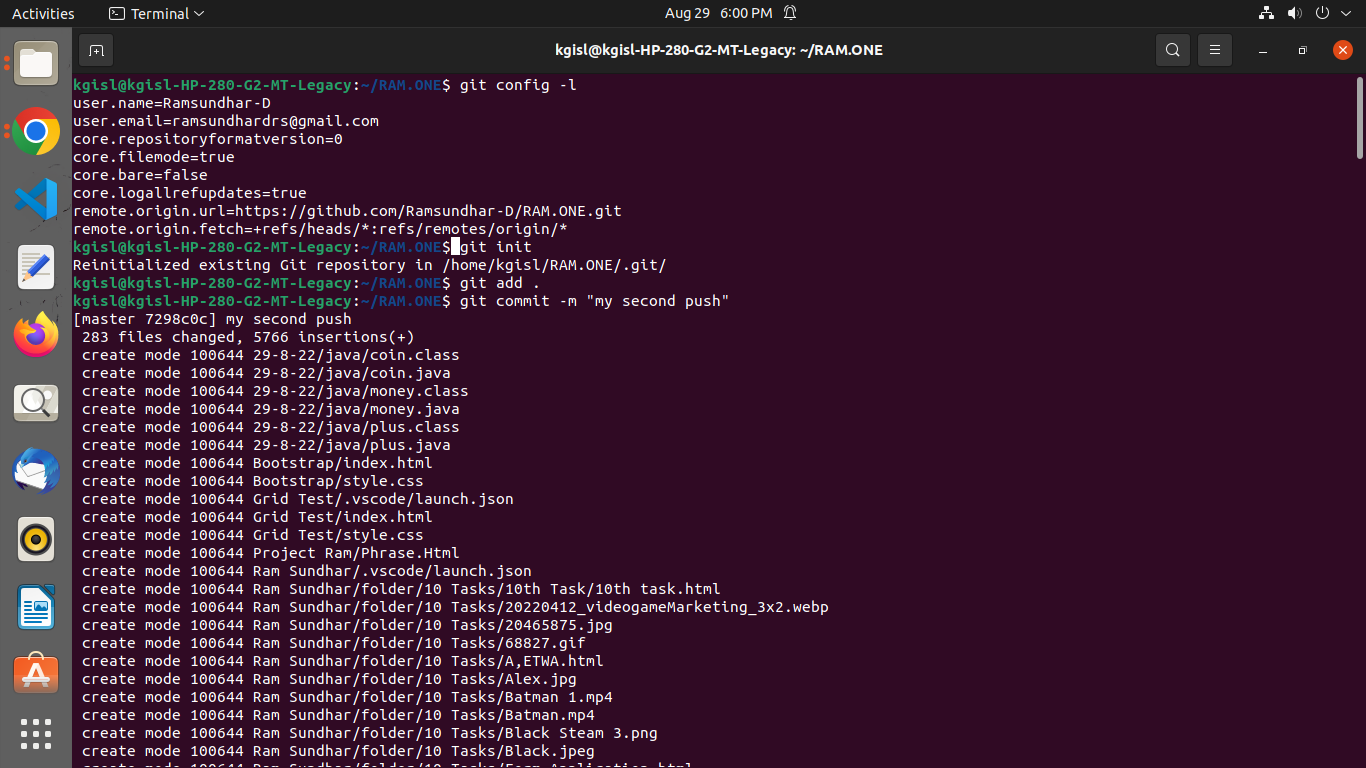 Activities
Terminal
Aug 29 6:00 PM
kgisl@kgisl-HP-280-G2-MT-Legacy: ~/RAM.ONE
kgisl@kgisl-HP-280-G2-MT-Legacy:~/RAM.ONE$ git config -l
user.name=Ramsundhar-D
user.email=ramsundhardrs@gmail.com
core.repositoryformatversion=0
core.filemode=true
core.bare=false
core.logallrefupdates=true
remote.origin.url=https://github.com/Ramsundhar-D/RAM.ONE.git
remote.origin.fetch=+refs/heads/*:refs/remotes/origin/*
kgisl@kgisl-HP-280-G2-MT-Legacy:~/RAM.ONE$ git init
Reinitialized existing Git repository in /home/kgisl/RAM.ONE/.git/
kgisl@kgisl-HP-280-G2-MT-Legacy:~/RAM.ONE$ git add .
kgisl@kgisl-HP-280-G2-MT-Legacy:~/RAM.ONE$ git commit -m "my second push"
[master 7298c0c] my second push
283 files changed, 5766 insertions(+)
create mode 100644 29-8-22/java/coin.class
create mode 100644 29-8-22/java/coin.java
create mode 100644 29-8-22/java/money.class
create mode 100644 29-8-22/java/money.java
create mode 100644 29-8-22/java/plus.class
create mode 100644 29-8-22/java/plus.java
create mode 100644 Bootstrap/index.html
create mode 100644 Bootstrap/style.css
create mode 100644 Grid Test/.vscode/launch.json
create mode 100644 Grid Test/index.html
create mode 100644 Grid Test/style.css
create mode 100644 Project Ram/Phrase.Html
create mode 100644 Ram Sundhar/.vscode/launch.json
create mode 100644 Ram Sundhar/folder/10 Tasks/10th Task/10th task.html
create mode 100644 Ram Sundhar/folder/10 Tasks/20220412_videogameMarketing_3x2.webp
create mode 100644 Ram Sundhar/folder/10 Tasks/20465875.jpg
create mode 100644 Ram Sundhar/folder/10 Tasks/68827.gif
create mode 100644 Ram Sundhar/folder/10 Tasks/A,ETWA.html
create mode 100644 Ram Sundhar/folder/10 Tasks/Alex.jpg
create mode 100644 Ram Sundhar/folder/10 Tasks/Batman 1.mp4
create mode 100644 Ram Sundhar/folder/10 Tasks/Batman.mp4
create mode 100644 Ram Sundhar/folder/10 Tasks/Black Steam 3.png
create mode 100644 Ram Sundhar/folder/10 Tasks/Black.jpeg